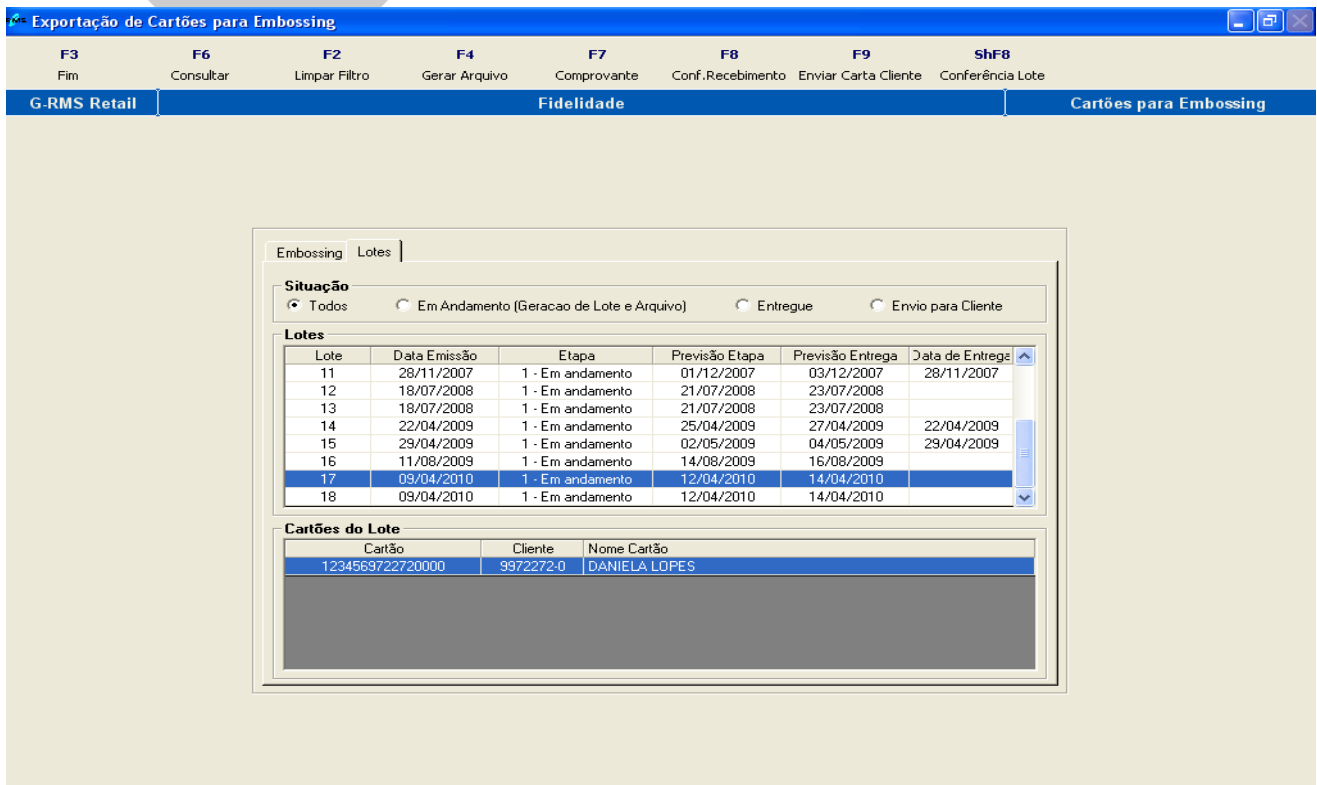 Exportação de Cartões para Embossing
F3 F6 F2 F4 F7 F8 F9 ShF8
Fim Consultar Limpar Filtro Gerar Arquivo Comprovante Conf.Recebimento Enviar Carta Cliente Conferência Lote
G-RMS Retail Fidelidade Cartões para Embossing
Embossing Lotes
Situação
Todos Em Andamento (Geracao de Lote e Arquivo) Entregue Envio para Cliente
Lotes
Lote Data Emissão Etapa Previsão Etapa Previsão Entrega Data de Entrega
11 28/11/2007 1 - Em andamento 01/12/2007 03/12/2007 28/11/2007
12 18/07/2008 1 - Em andamento 21/07/2008 23/07/2008
13 18/07/2008 1 - Em andamento 21/07/2008 23/07/2008
14 22/04/2009 1 - Em andamento 25/04/2009 27/04/2009 22/04/2009
15 29/04/2009 1 - Em andamento 02/05/2009 04/05/2009 29/04/2009
16 11/08/2009 1 - Em andamento 14/08/2009 16/08/2009
17 09/04/2010 1 - Em andamento 12/04/2010 14/04/2010
18 09/04/2010 1 - Em andamento 12/04/2010 14/04/2010
Cartões do Lote
Cartão Cliente Nome Cartão
1234569722720000 9972272-0 DANIELA LOPES